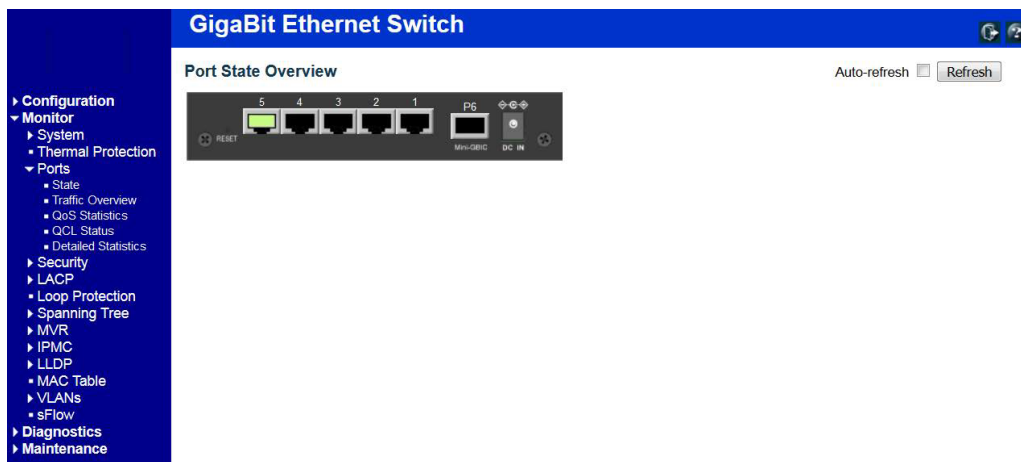 GigaBit Ethernet Switch
Port State Overview
Auto-refresh Refresh
Configuration
Monitor
System
Thermal Protection
Ports
State
Traffic Overview
QoS Statistics
QCL Status
Detailed Statistics
Security
LACP
Loop Protection
Spanning Tree
MVR
IPMC
LLDP
MAC Table
VLANs
sFlow
Diagnostics
Maintenance
5 4 3 2 1 P6
RESET
Mini-GBIC DC IN
?